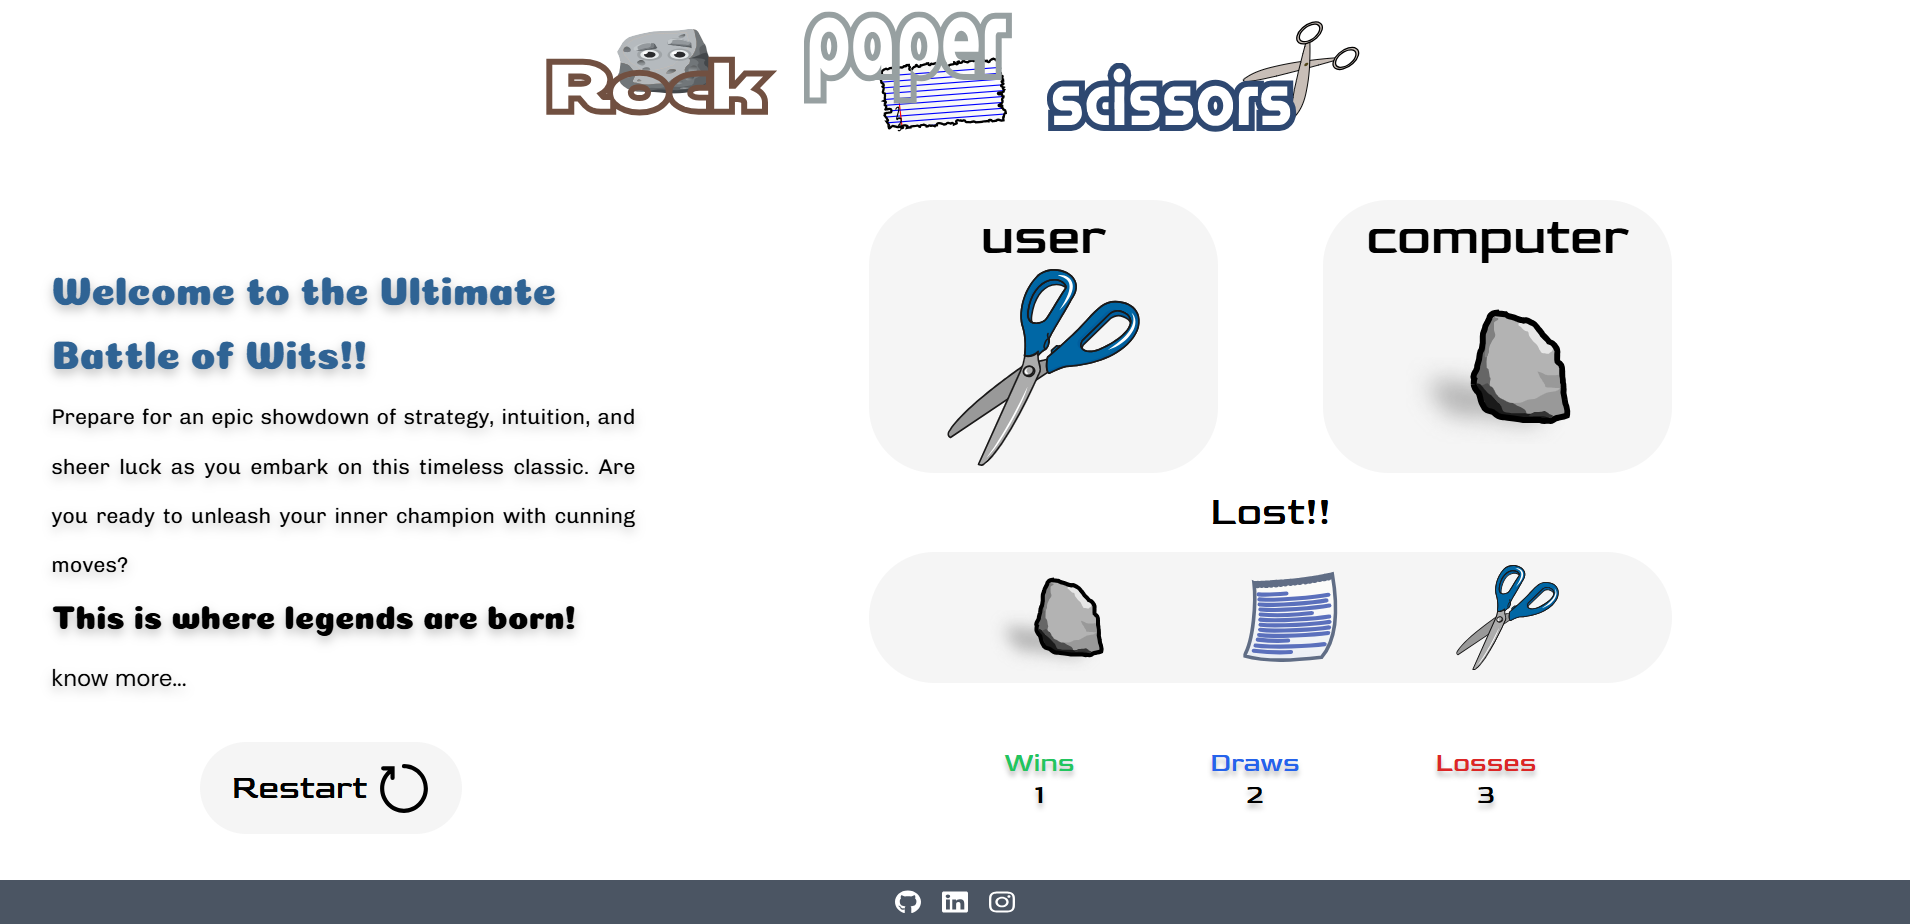 Rock paper scissors
user computer
Welcome to the Ultimate
Battle of Wits!!
Prepare for an epic showdown of strategy, intuition, and
sheer luck as you embark on this timeless classic. Are
you ready to unleash your inner champion with cunning
moves?
This is where legends are born!
know more...
Restart
Lost!!
Wins Draws Losses
1 2 3